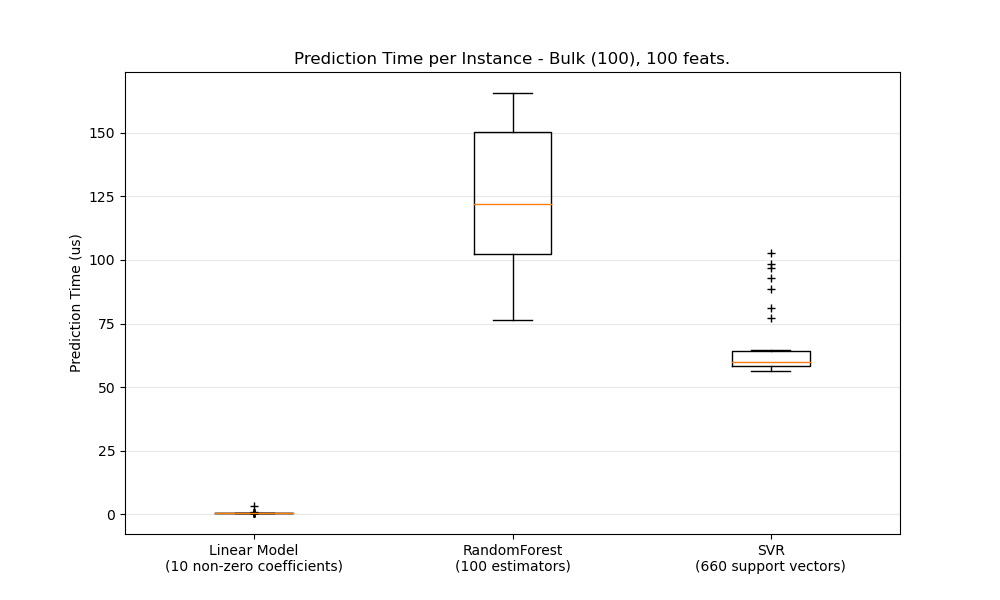 Prediction Time per Instance - Bulk (100), 100 feats.
Prediction Time (us)
150
125
100
75
50
25
0
Linear Model
(10 non-zero coefficients)
RandomForest
(100 estimators)
SVR
(660 support vectors)